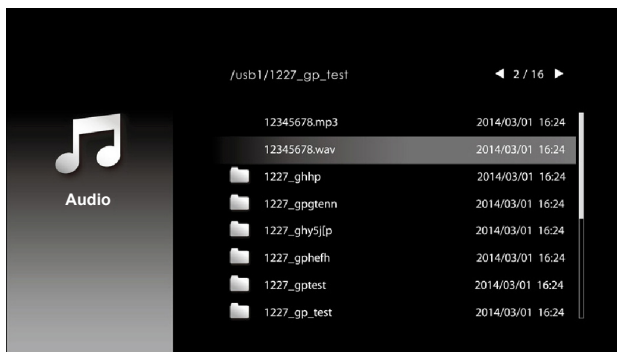 /usb1/1227_gp_test ◀ 2/16 ▶
12345678.mp3 2014/03/01 16:24
12345678.wav 2014/03/01 16:24
1227_ghhp 2014/03/01 16:24
1227_gpgtenn 2014/03/01 16:24
Audio
1227_ghy5j[p 2014/03/01 16:24
1227_gphefh 2014/03/01 16:24
1227_gptest 2014/03/01 16:24
1227_gp_test 2014/03/01 16:24